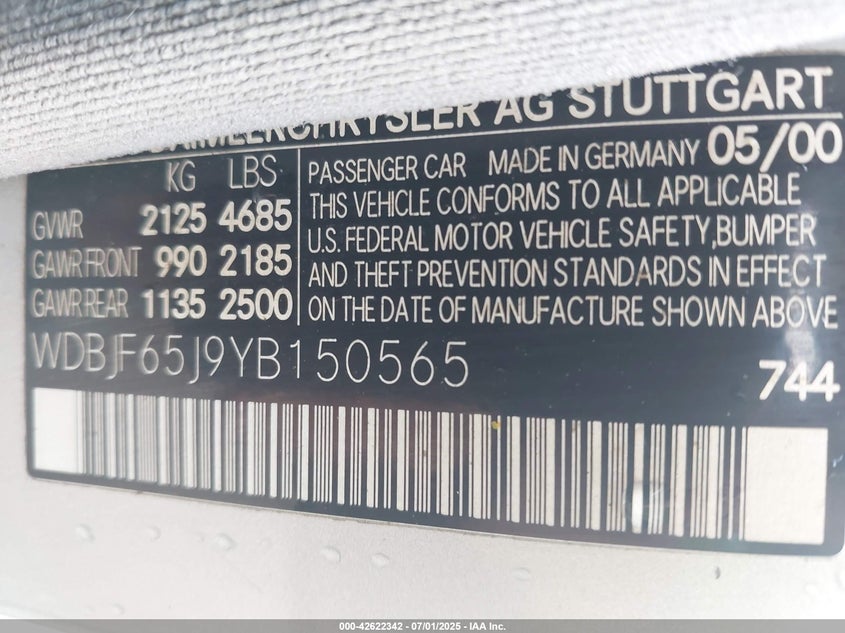 DAIMLERCHRYSLER AG STUTTGART
KG LBS
GVWR 2125 4685
GAWR FRONT 990 2185
GAWR REAR 1135 2500
PASSENGER CAR MADE IN GERMANY 05/00
THIS VEHICLE CONFORMS TO ALL APPLICABLE
U.S. FEDERAL MOTOR VEHICLE SAFETY,BUMPER
AND THEFT PREVENTION STANDARDS IN EFFECT
ON THE DATE OF MANUFACTURE SHOWN ABOVE
WDBJF65J9YB150565
744
000-42622342 - 07/01/2025 - IAA Inc.